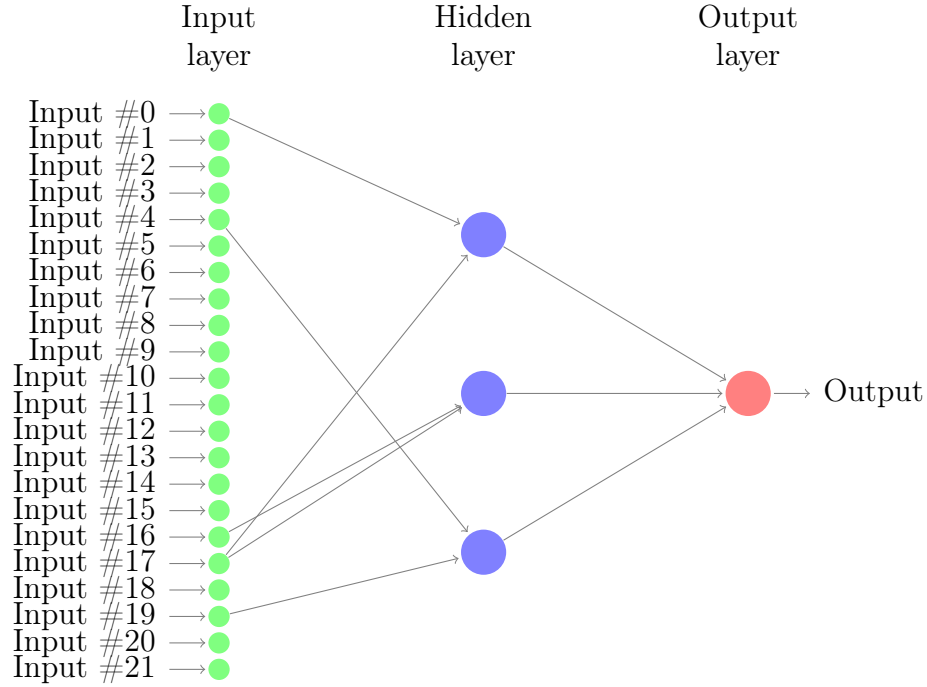 Input Hidden Output
layer layer layer
Input #0
Input #1
Input #2
Input #3
Input #4
Input #5
Input #6
Input #7
Input #8
Input #9
Input #10
Input #11
Input #12
Input #13
Input #14
Input #15
Input #16
Input #17
Input #18
Input #19
Input #20
Input #21
Output